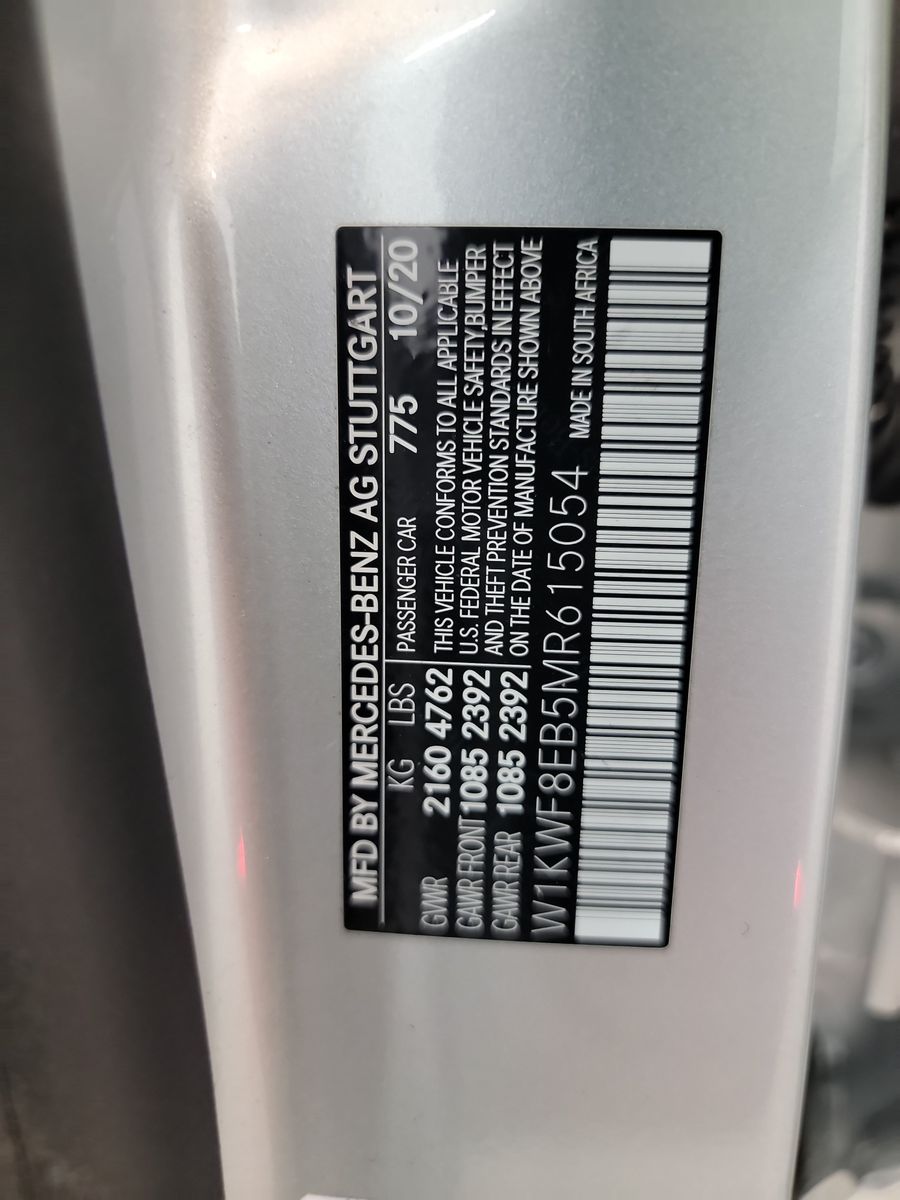 MFD BY MERCEDES-BENZ AG STUTTGART
KG LBS PASSENGER CAR 775 10/20
GVWR 2160 4762 THIS VEHICLE CONFORMS TO ALL APPLICABLE
GAWR FRONT 1085 2392 U.S. FEDERAL MOTOR VEHICLE SAFETY,BUMPER
GAWR REAR 1085 2392 AND THEFT PREVENTION STANDARDS IN EFFECT
ON THE DATE OF MANUFACTURE SHOWN ABOVE
W1KWF8EB5MR615054 MADE IN SOUTH AFRICA